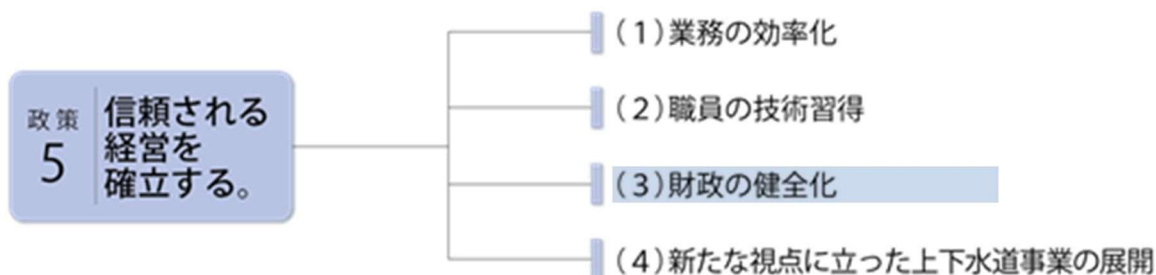 政策
5
信頼される
経営を
確立する。
（1）業務の効率化
（2）職員の技術習得
（3）財政の健全化
（4）新たな視点に立った上下水道事業の展開